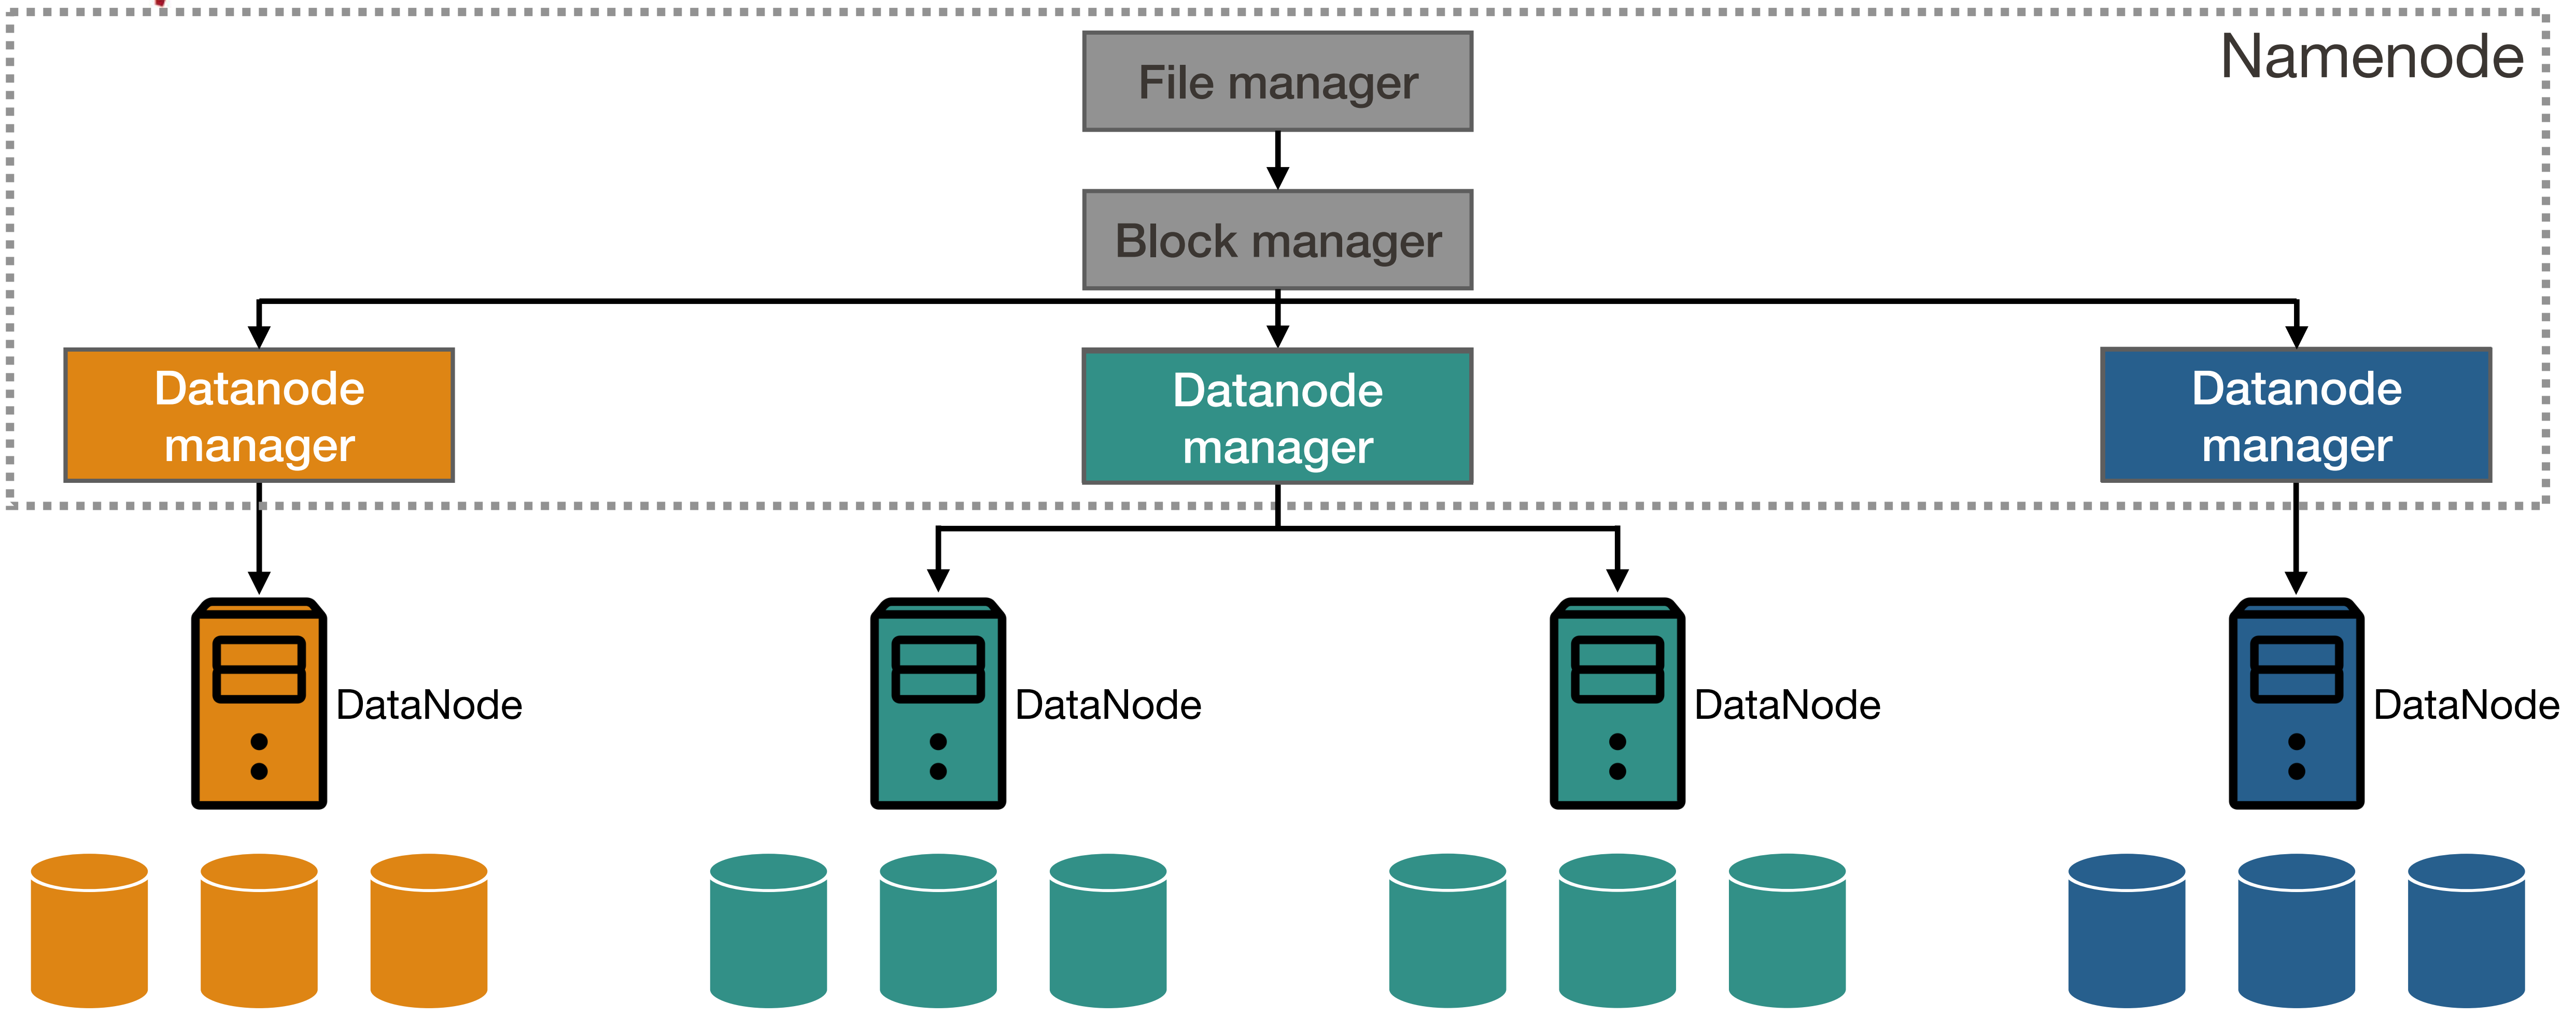 Namenode
File manager
Block manager
Datanode
manager
Datanode
manager
Datanode
manager
DataNode
DataNode
DataNode
DataNode